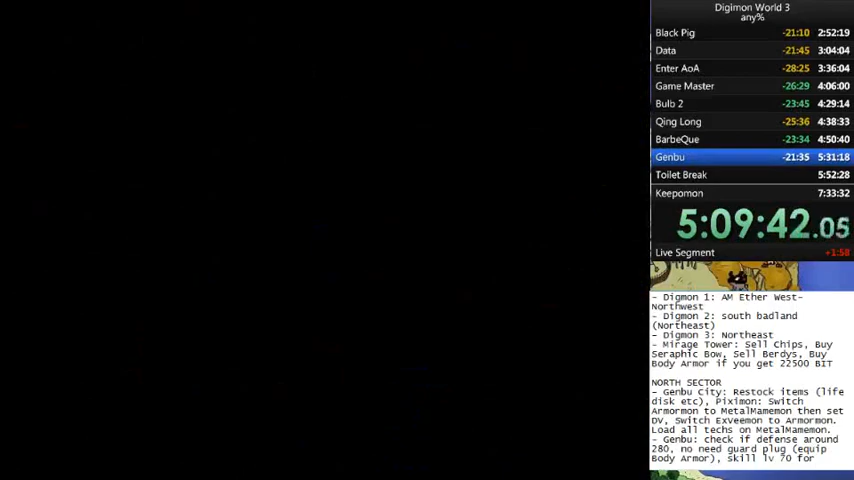 Digimon World 3
any%
Black Pig -21:10 2:52:19
Data -21:45 3:04:04
Enter AoA -28:25 3:36:04
Game Master -26:29 4:06:00
Bulb 2 -23:45 4:29:14
Qing Long -25:36 4:38:33
BarbeQue -23:34 4:50:40
Genbu -21:35 5:31:18
Toilet Break 5:52:28
Keepomon 7:33:32
5:09:42.05
Live Segment +1:58
- Digmon 1: AM Ether West-
Northwest
- Digmon 2: south badland
(Northeast)
- Digmon 3: Northeast
- Mirage Tower: Sell Chips, Buy
Seraphic Bow, Sell Berdys, Buy
Body Armor if you get 22500 BIT
NORTH SECTOR
- Genbu City: Restock items (life
disk etc), Piximon: Switch
Armormon to MetalMamemon then set
DV, Switch ExVeemon to Armormon.
Load all techs on MetalMamemon.
- Genbu: check if defense around
280, no need guard plug (equip
Body Armor), skill lv 70 for